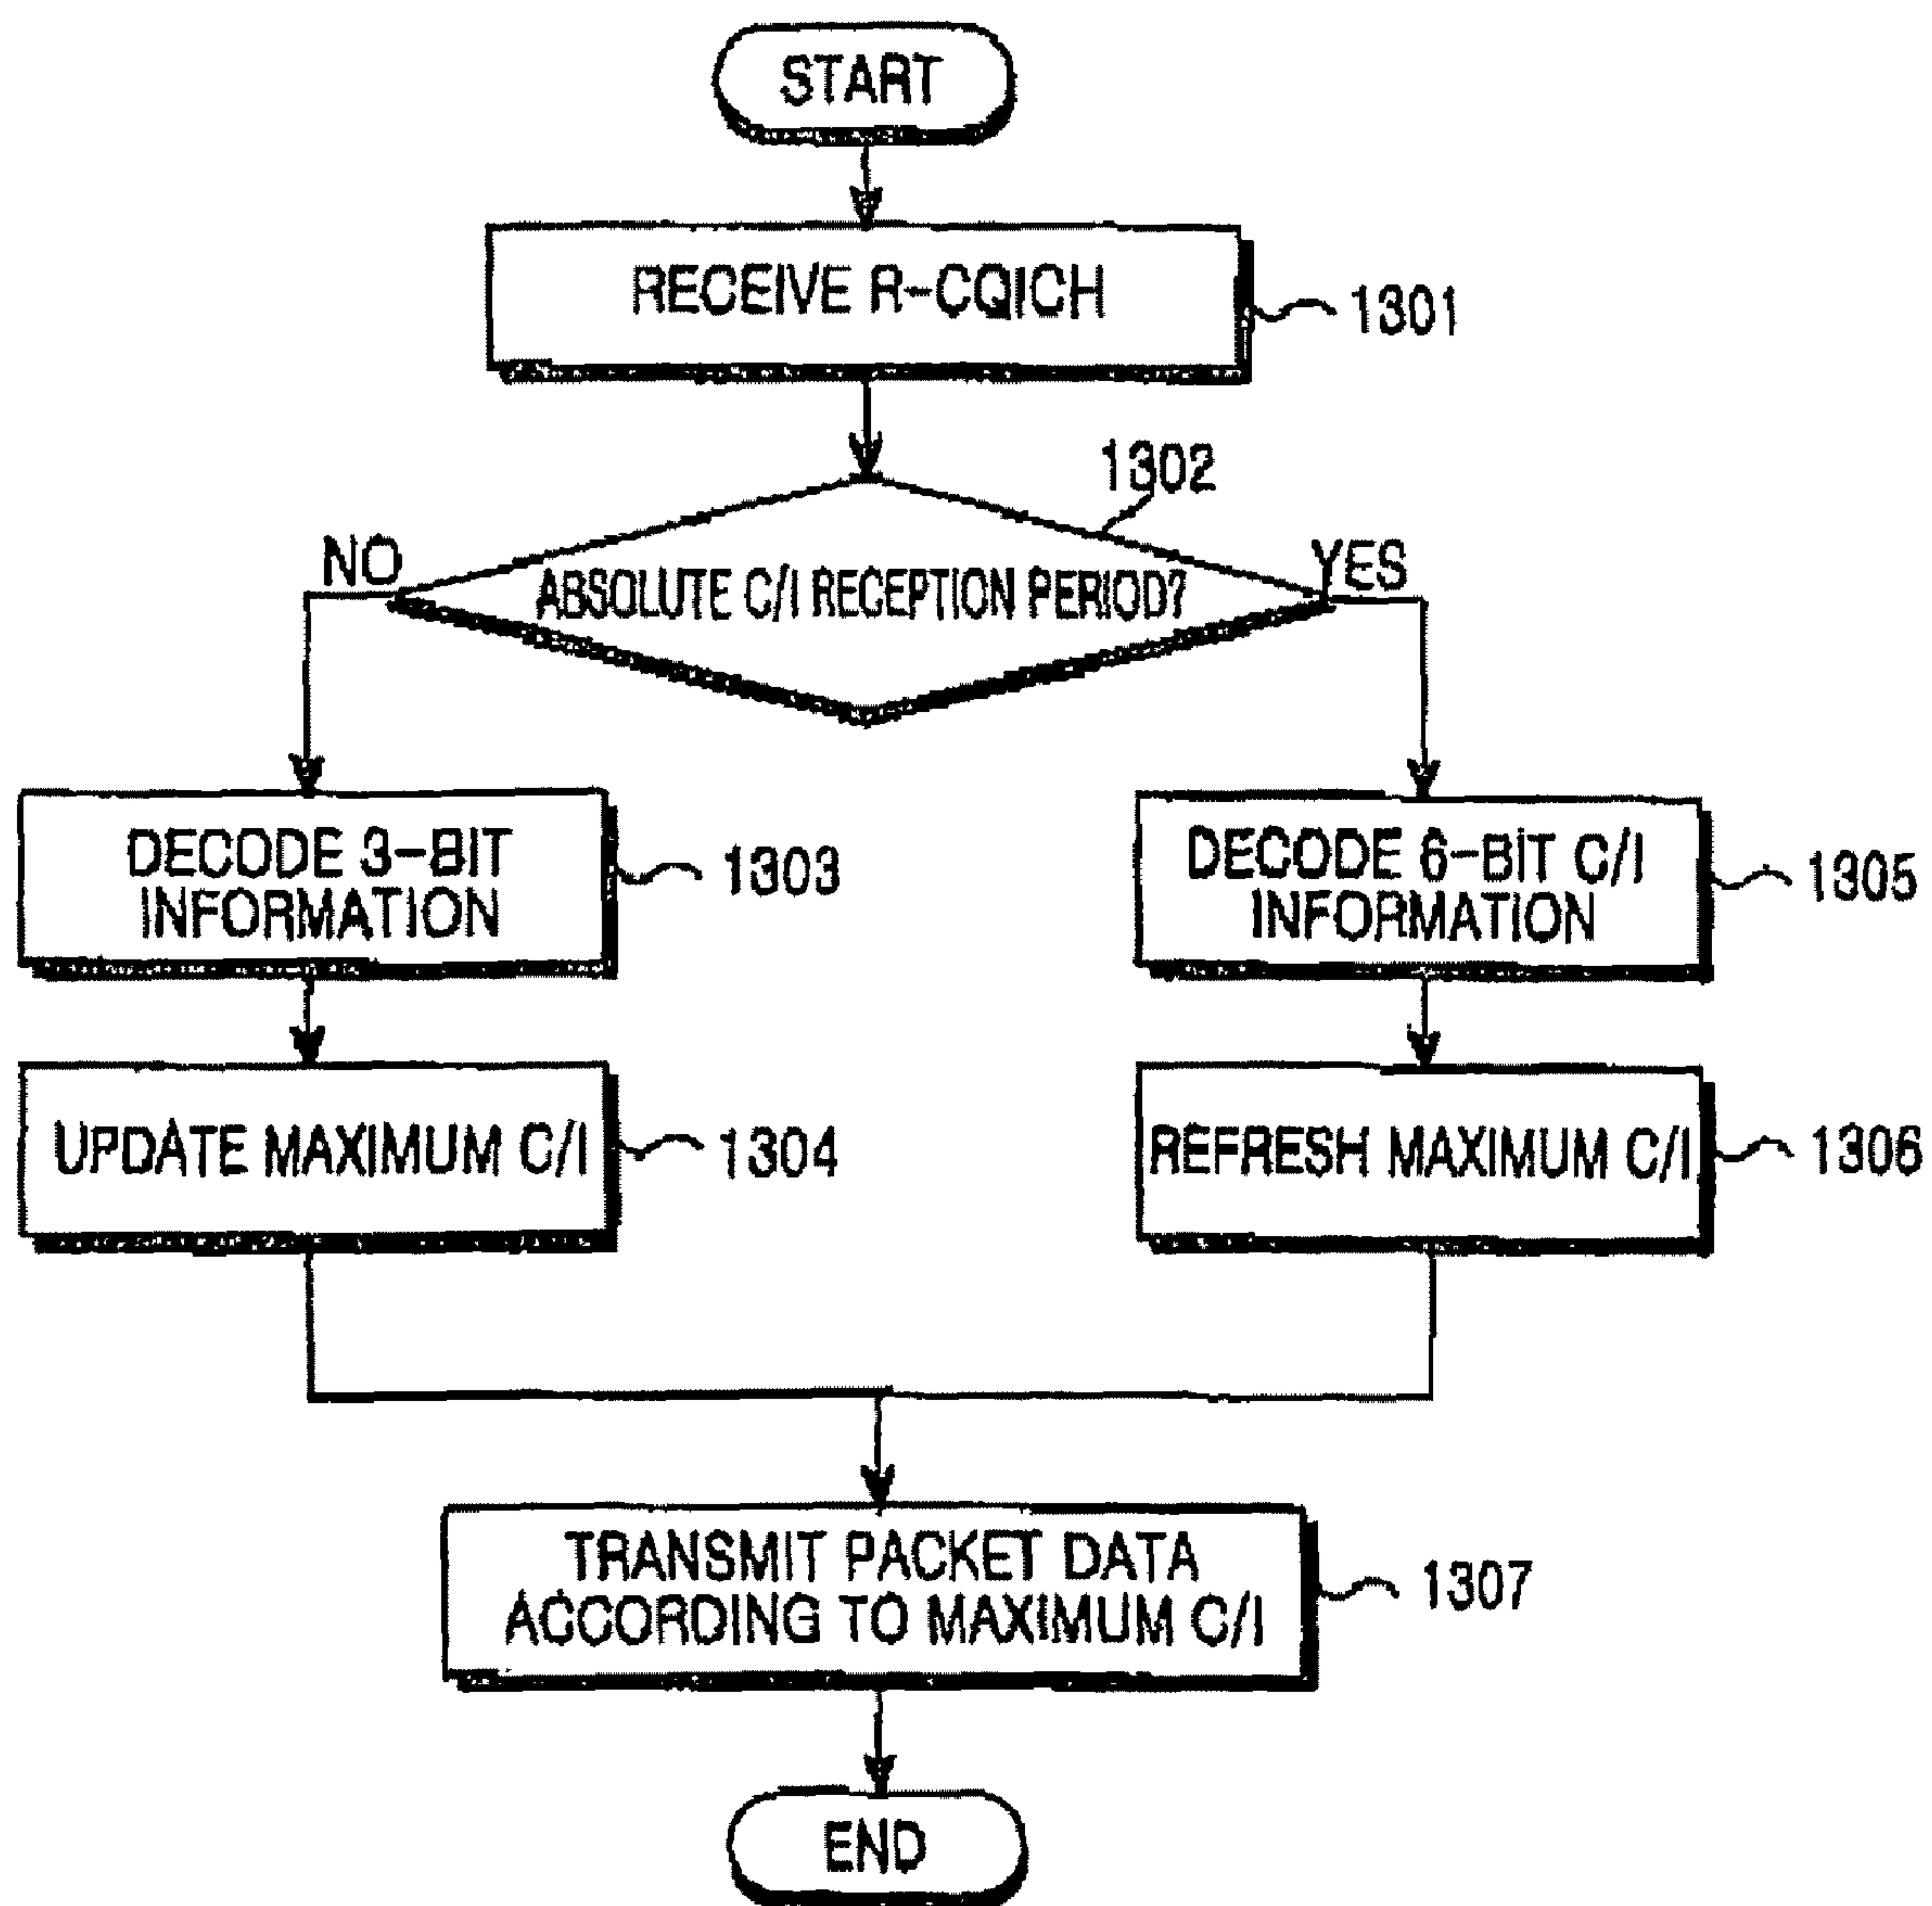 START
RECEIVE R-CQICH
1301
1302
NO
ABSOLUTE C/I RECEPTION PERIOD?
YES
DECODE 3-BIT
INFORMATION
1303
DECODE 6-BIT C/I
INFORMATION
1305
UPDATE MAXIMUM C/I
1304
REFRESH MAXIMUM C/I
1306
TRANSMIT PACKET DATA
ACCORDING TO MAXIMUM C/I
1307
END